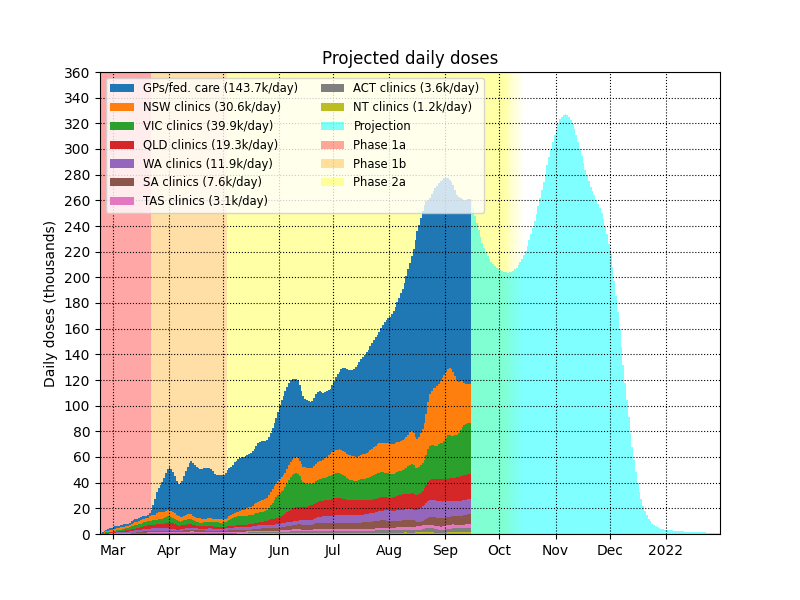 Projected daily doses
Daily doses (thousands)
360
340
320
300
280
260
240
220
200
180
160
140
120
100
80
60
40
20
0
GPs/fed. care (143.7k/day)
NSW clinics (30.6k/day)
VIC clinics (39.9k/day)
QLD clinics (19.3k/day)
WA clinics (11.9k/day)
SA clinics (7.6k/day)
TAS clinics (3.1k/day)
ACT clinics (3.6k/day)
NT clinics (1.2k/day)
Projection
Phase 1a
Phase 1b
Phase 2a
Mar Apr May Jun Jul Aug Sep Oct Nov Dec 2022